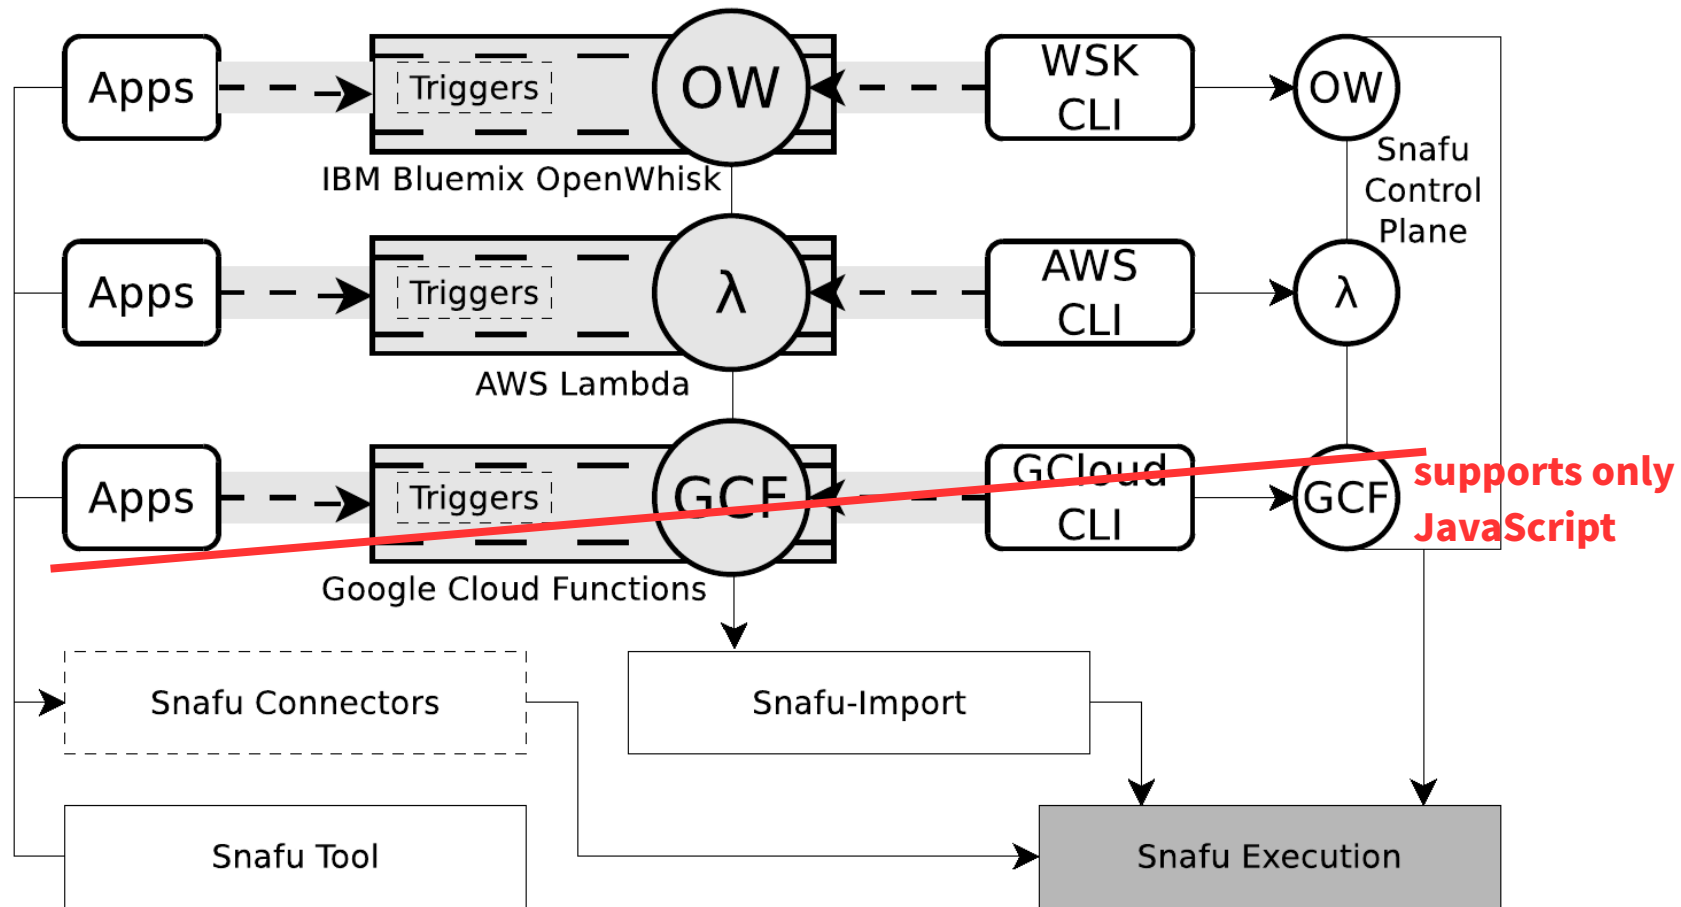 Apps
Triggers
OW
WSK
CLI
OW
IBM Bluemix OpenWhisk
Snafu
Control
Plane
Apps
Triggers
λ
AWS
CLI
λ
AWS Lambda
Apps
Triggers
GCF
GCloud
CLI
GCF
supports only
JavaScript
Google Cloud Functions
Snafu Connectors
Snafu-Import
Snafu Tool
Snafu Execution